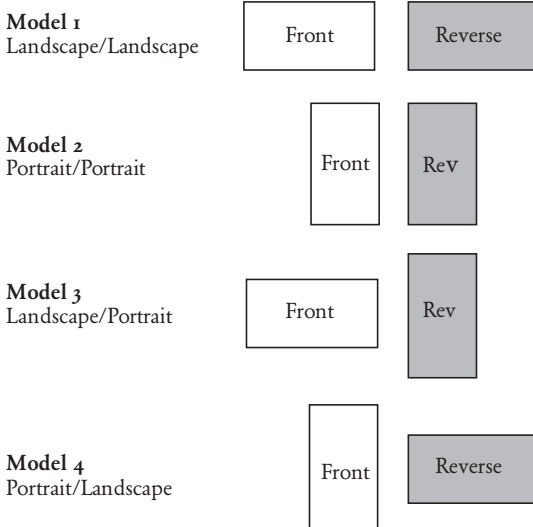 Model 1
Landscape/Landscape
Front
Reverse
Model 2
Portrait/Portrait
Front
Rev
Model 3
Landscape/Portrait
Front
Rev
Model 4
Portrait/Landscape
Front
Reverse